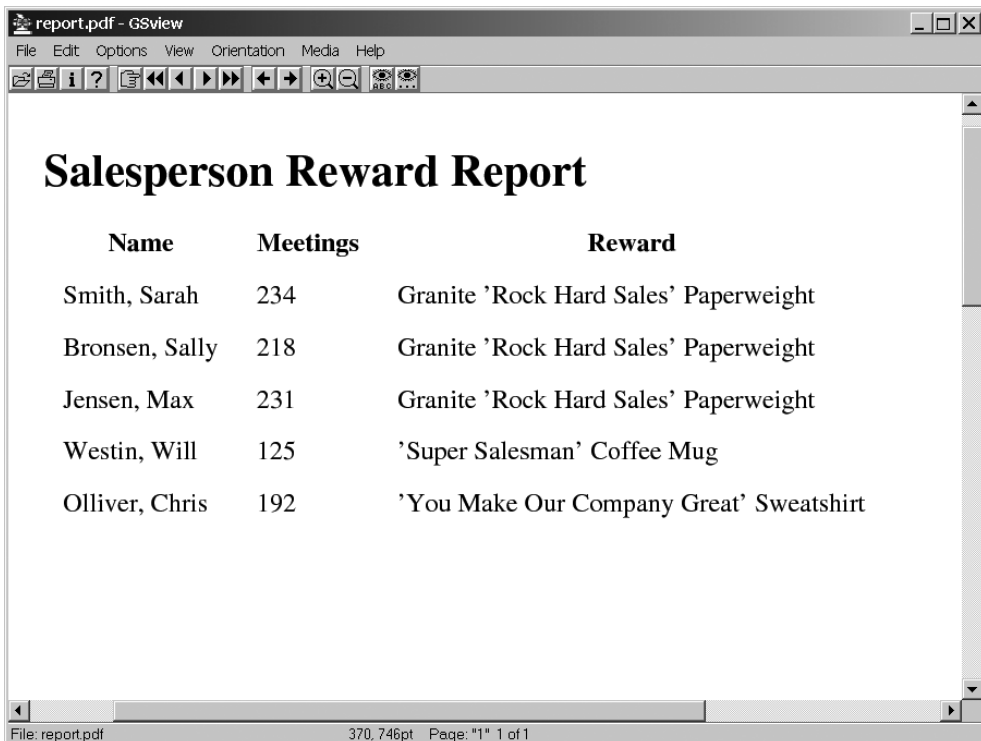 report.pdf - GSview
File Edit Options View Orientation Media Help
Salesperson Reward Report
Name Meetings Reward
Smith, Sarah 234 Granite ’Rock Hard Sales’ Paperweight
Bronsen, Sally 218 Granite ’Rock Hard Sales’ Paperweight
Jensen, Max 231 Granite ’Rock Hard Sales’ Paperweight
Westin, Will 125 ’Super Salesman’ Coffee Mug
Olliver, Chris 192 ’You Make Our Company Great’ Sweatshirt
File: report.pdf 370, 746pt Page: "1" 1 of 1